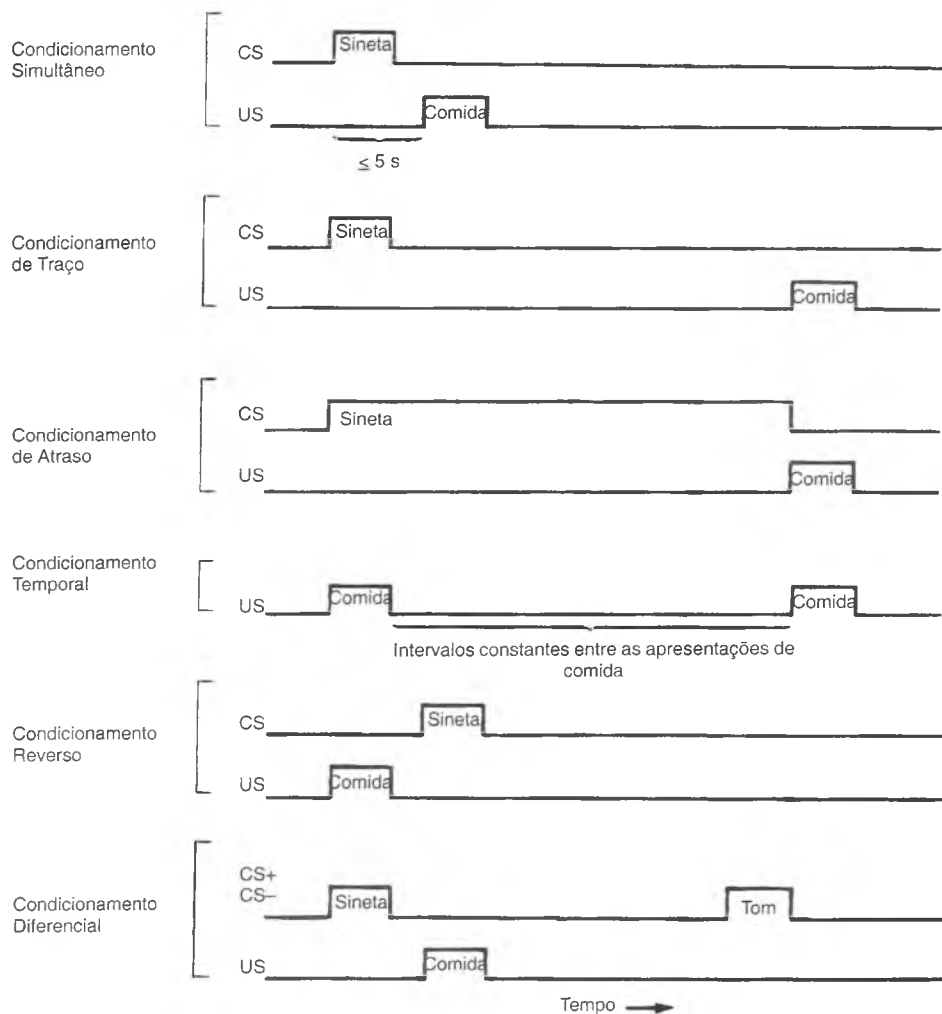 Condicionamento
Simultâneo
CS
Sineta
US
Comida
≤ 5 s
Condicionamento
de Traço
CS
Sineta
US
Comida
Condicionamento
de Atraso
CS
Sineta
US
Comida
Condicionamento
Temporal
US
Comida
Comida
Intervalos constantes entre as apresentações de
comida
Condicionamento
Reverso
CS
Sineta
US
Comida
Condicionamento
Diferencial
CS+
CS–
Sineta
Tom
US
Comida
Tempo